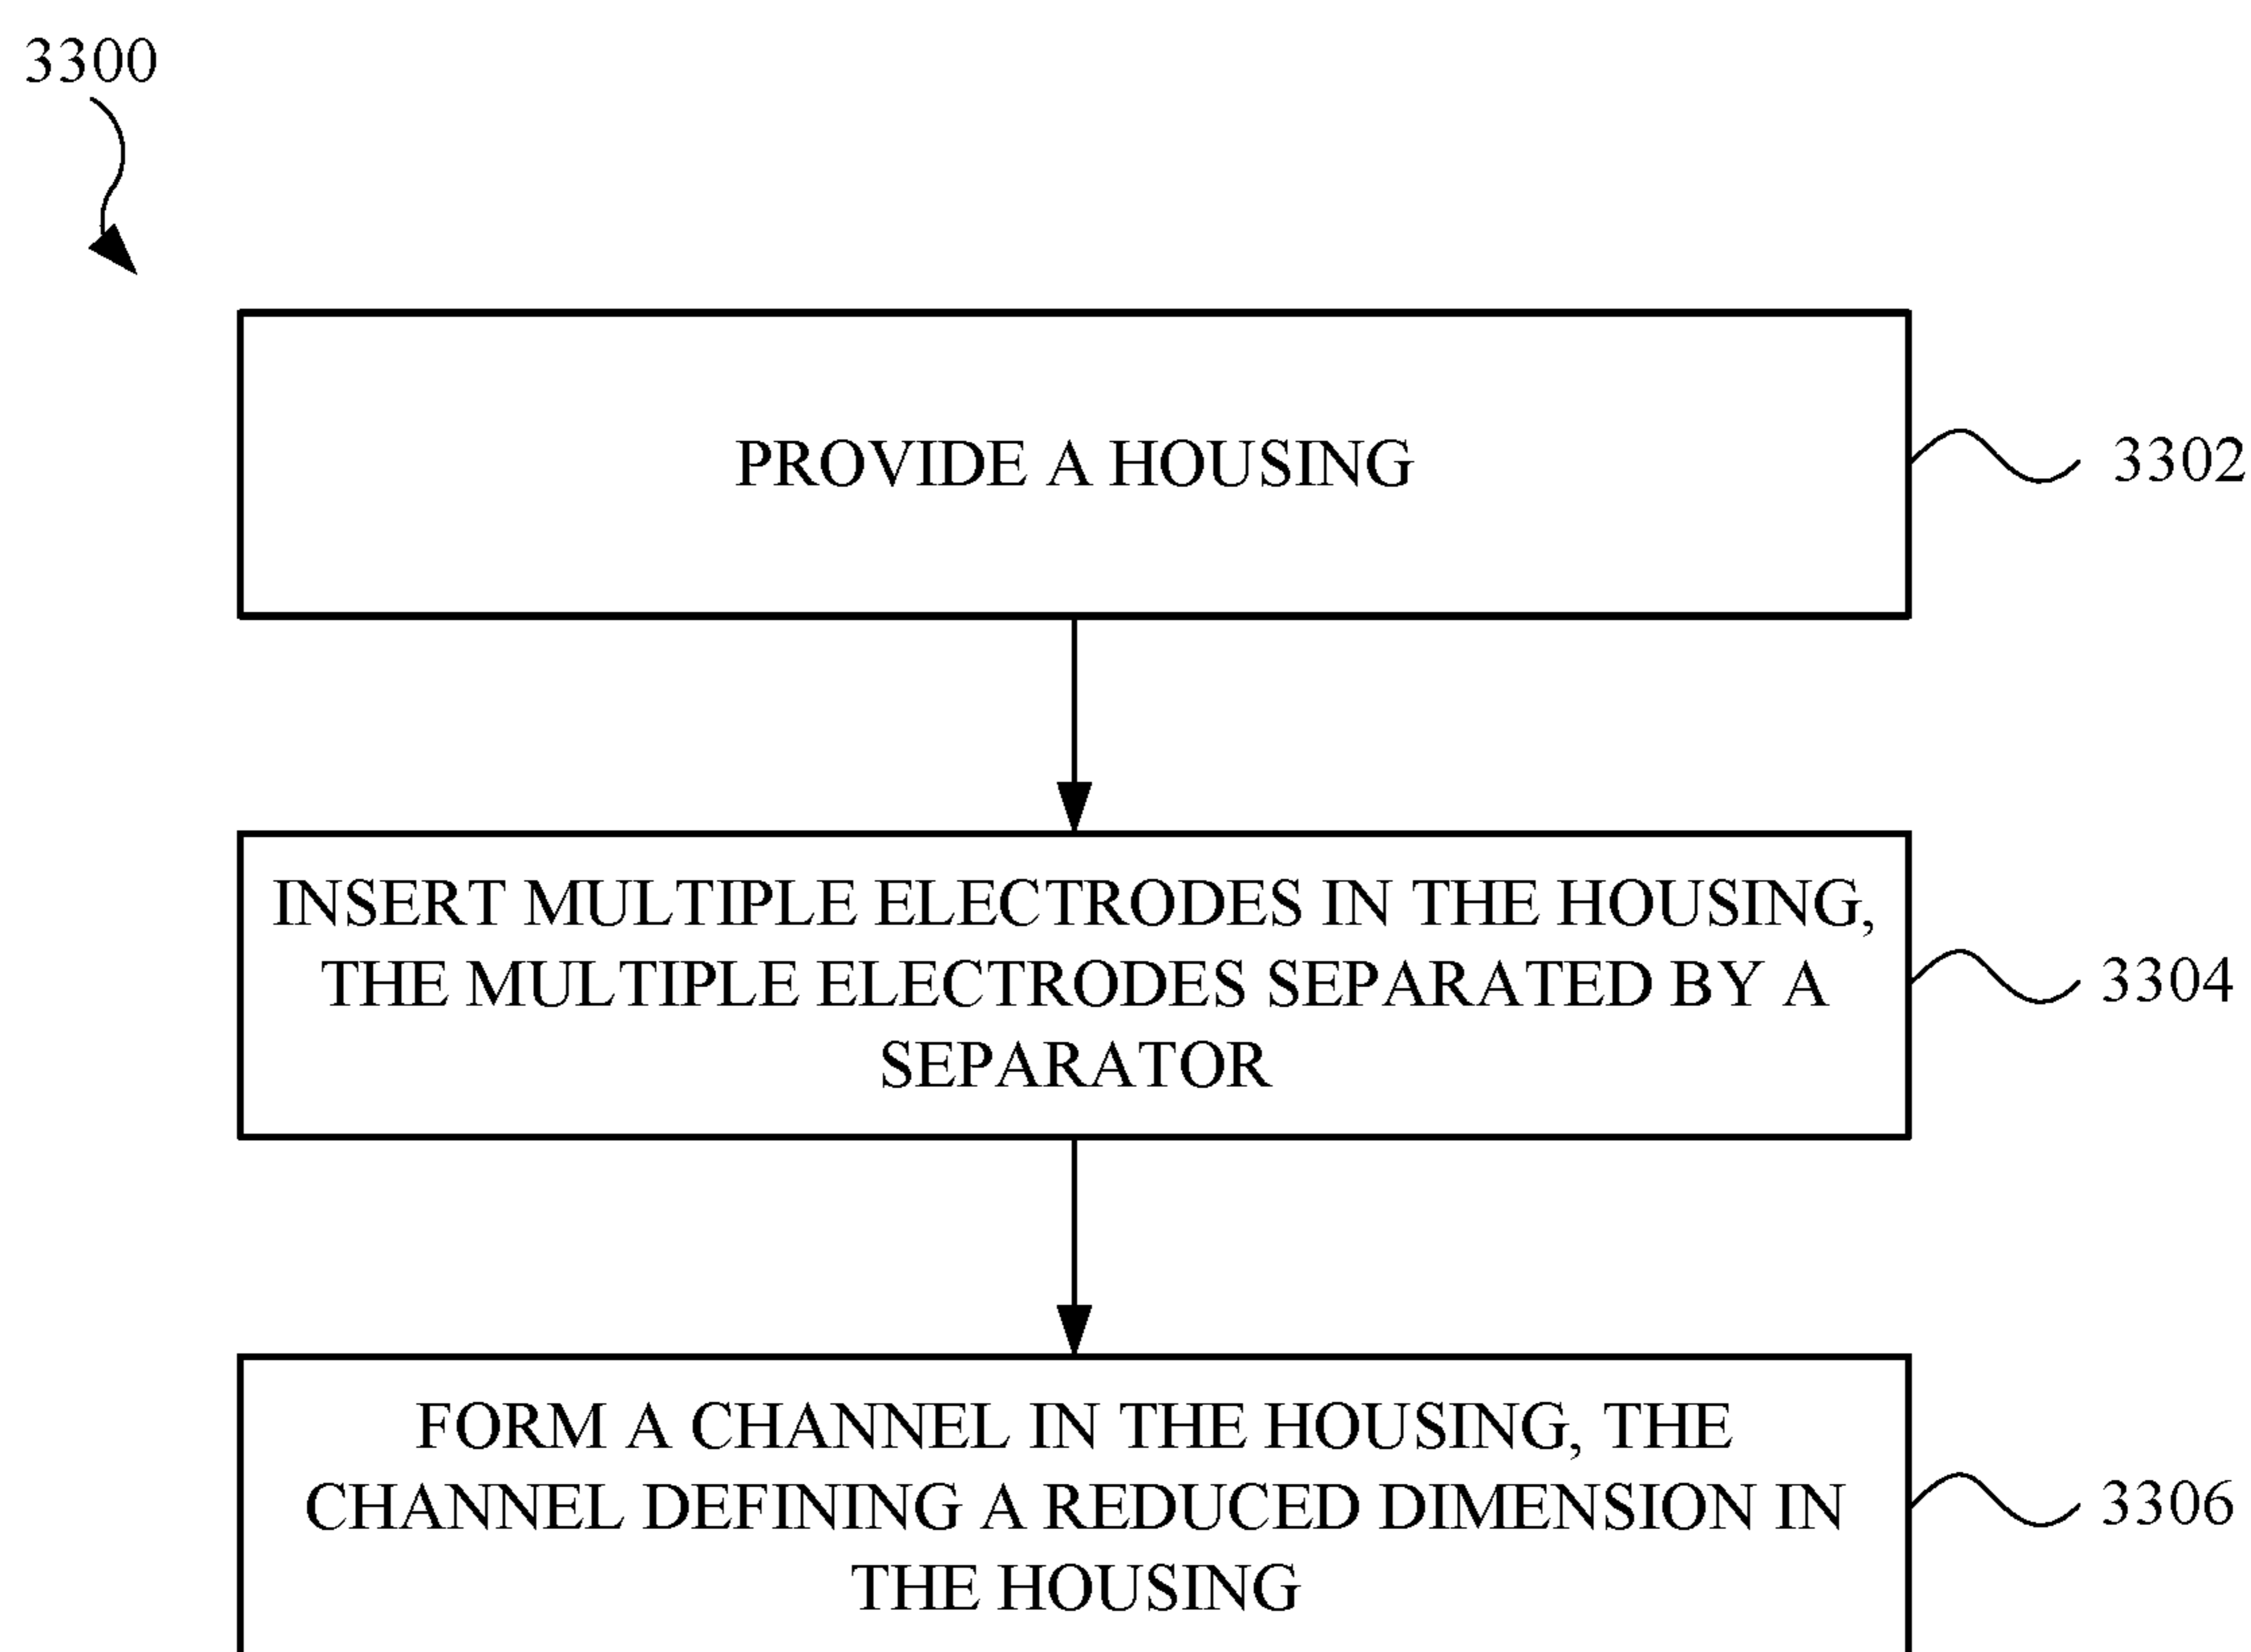 3300
PROVIDE A HOUSING
3302
INSERT MULTIPLE ELECTRODES IN THE HOUSING,
THE MULTIPLE ELECTRODES SEPARATED BY A
SEPARATOR
3304
FORM A CHANNEL IN THE HOUSING, THE
CHANNEL DEFINING A REDUCED DIMENSION IN
THE HOUSING
3306